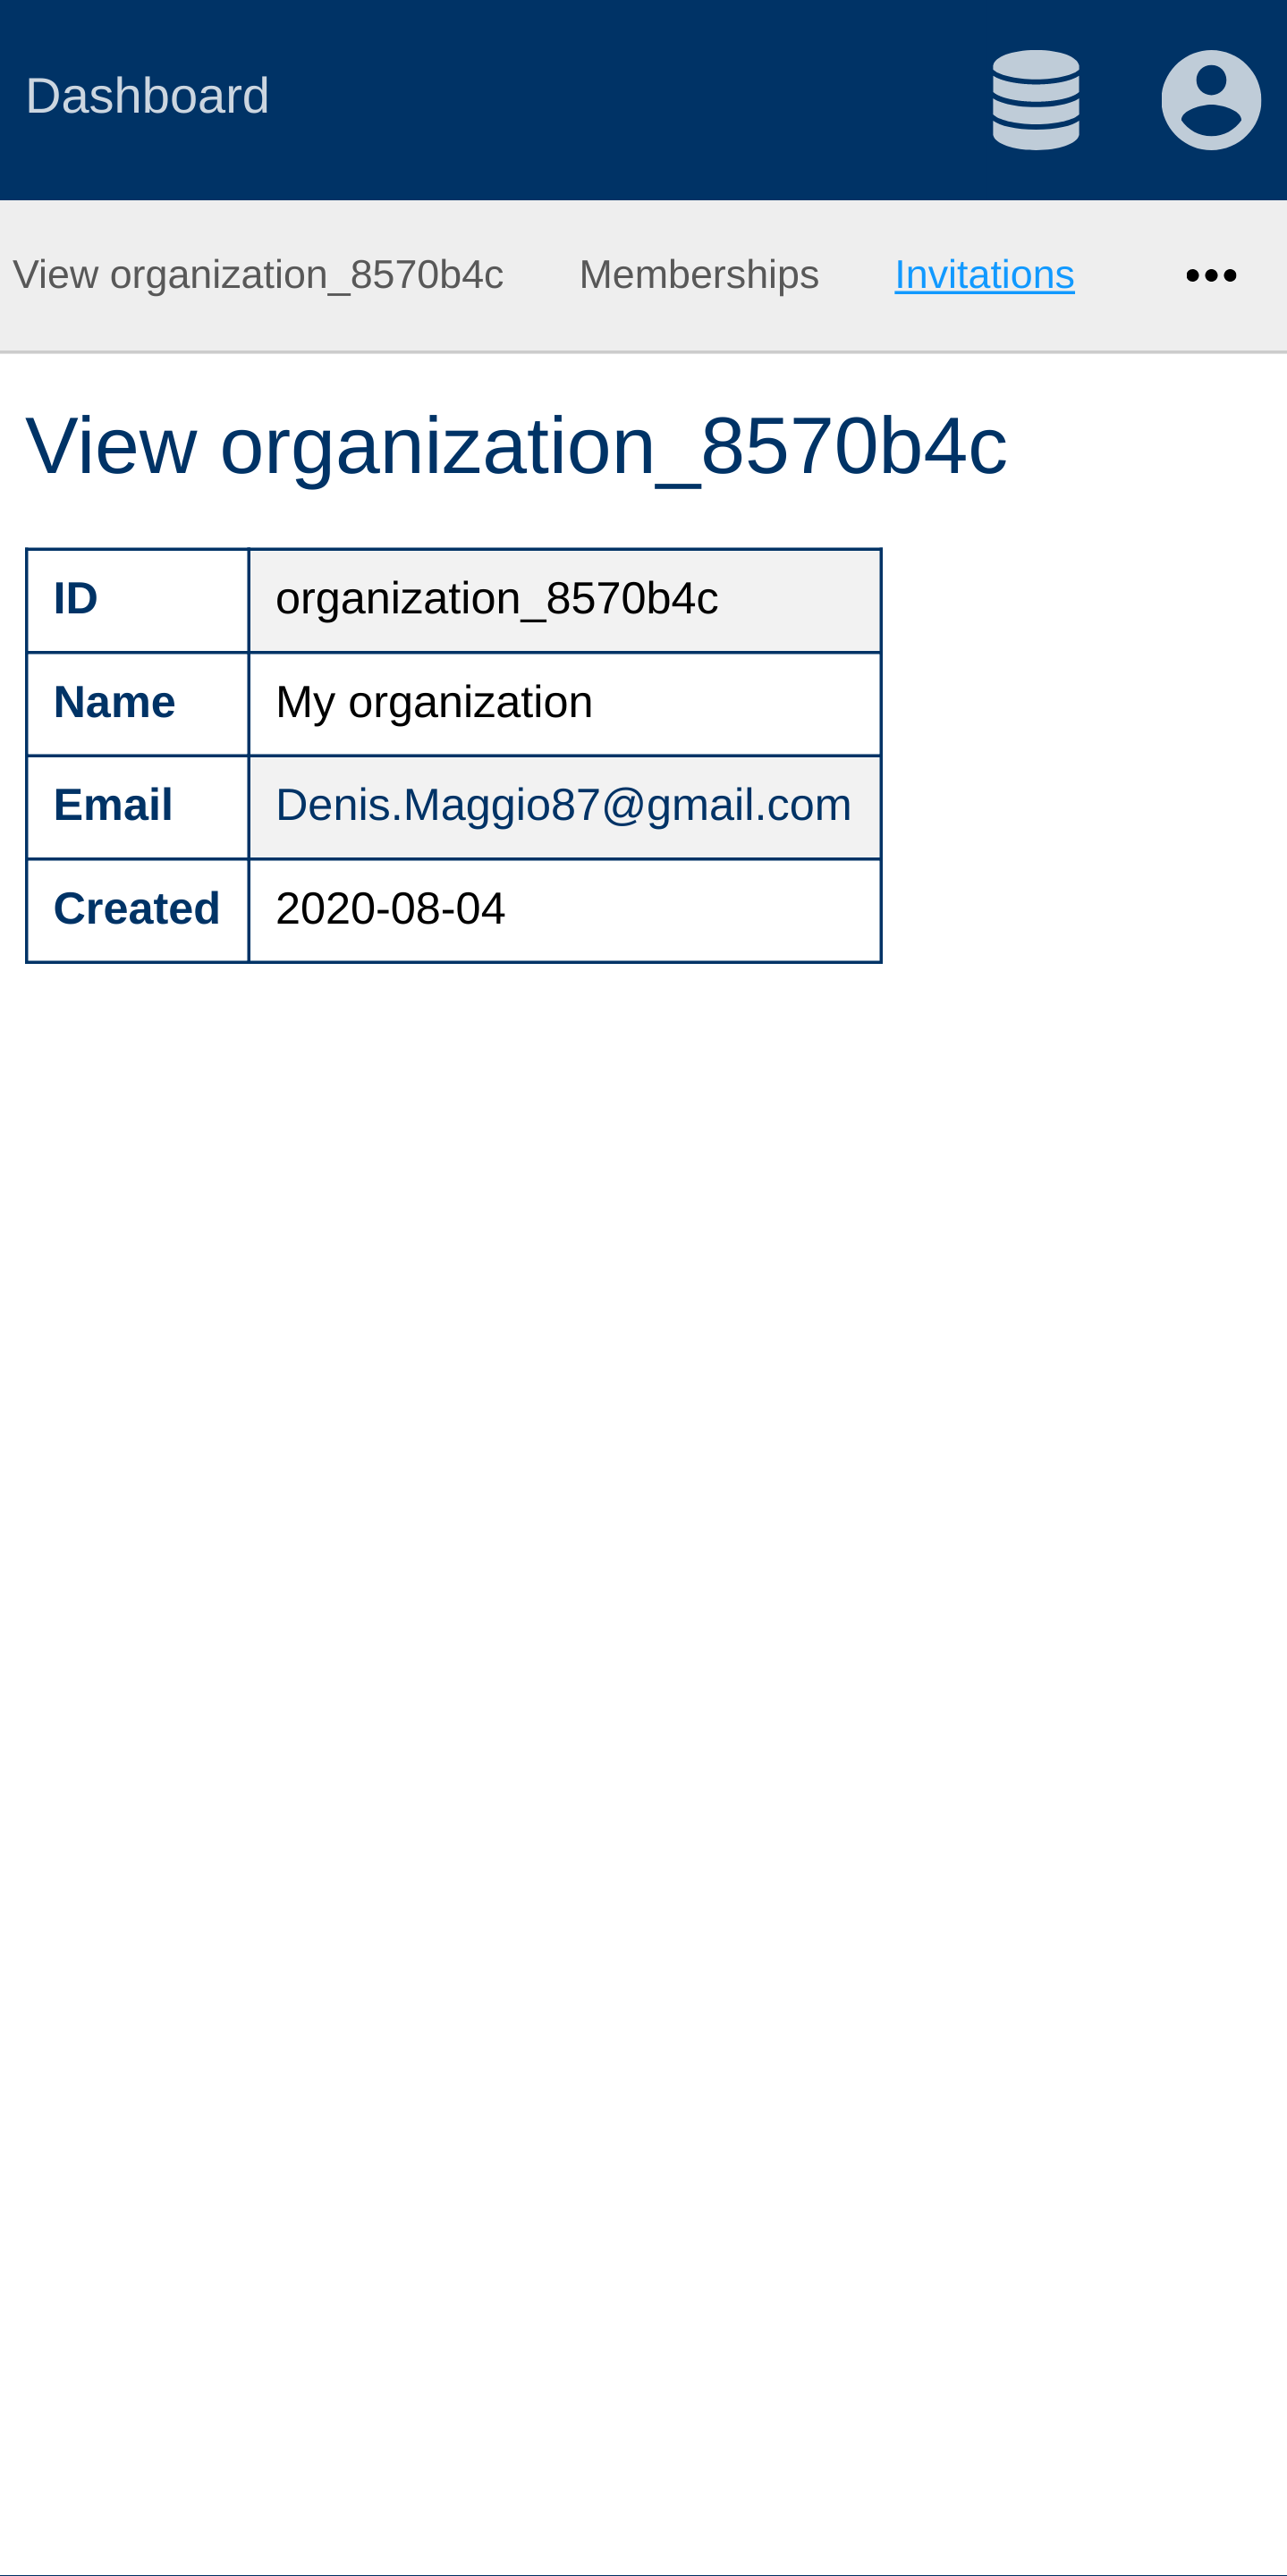 Dashboard
View organization_8570b4c Memberships Invitations •••
View organization_8570b4c
ID organization_8570b4c
Name My organization
Email Denis.Maggio87@gmail.com
Created 2020-08-04